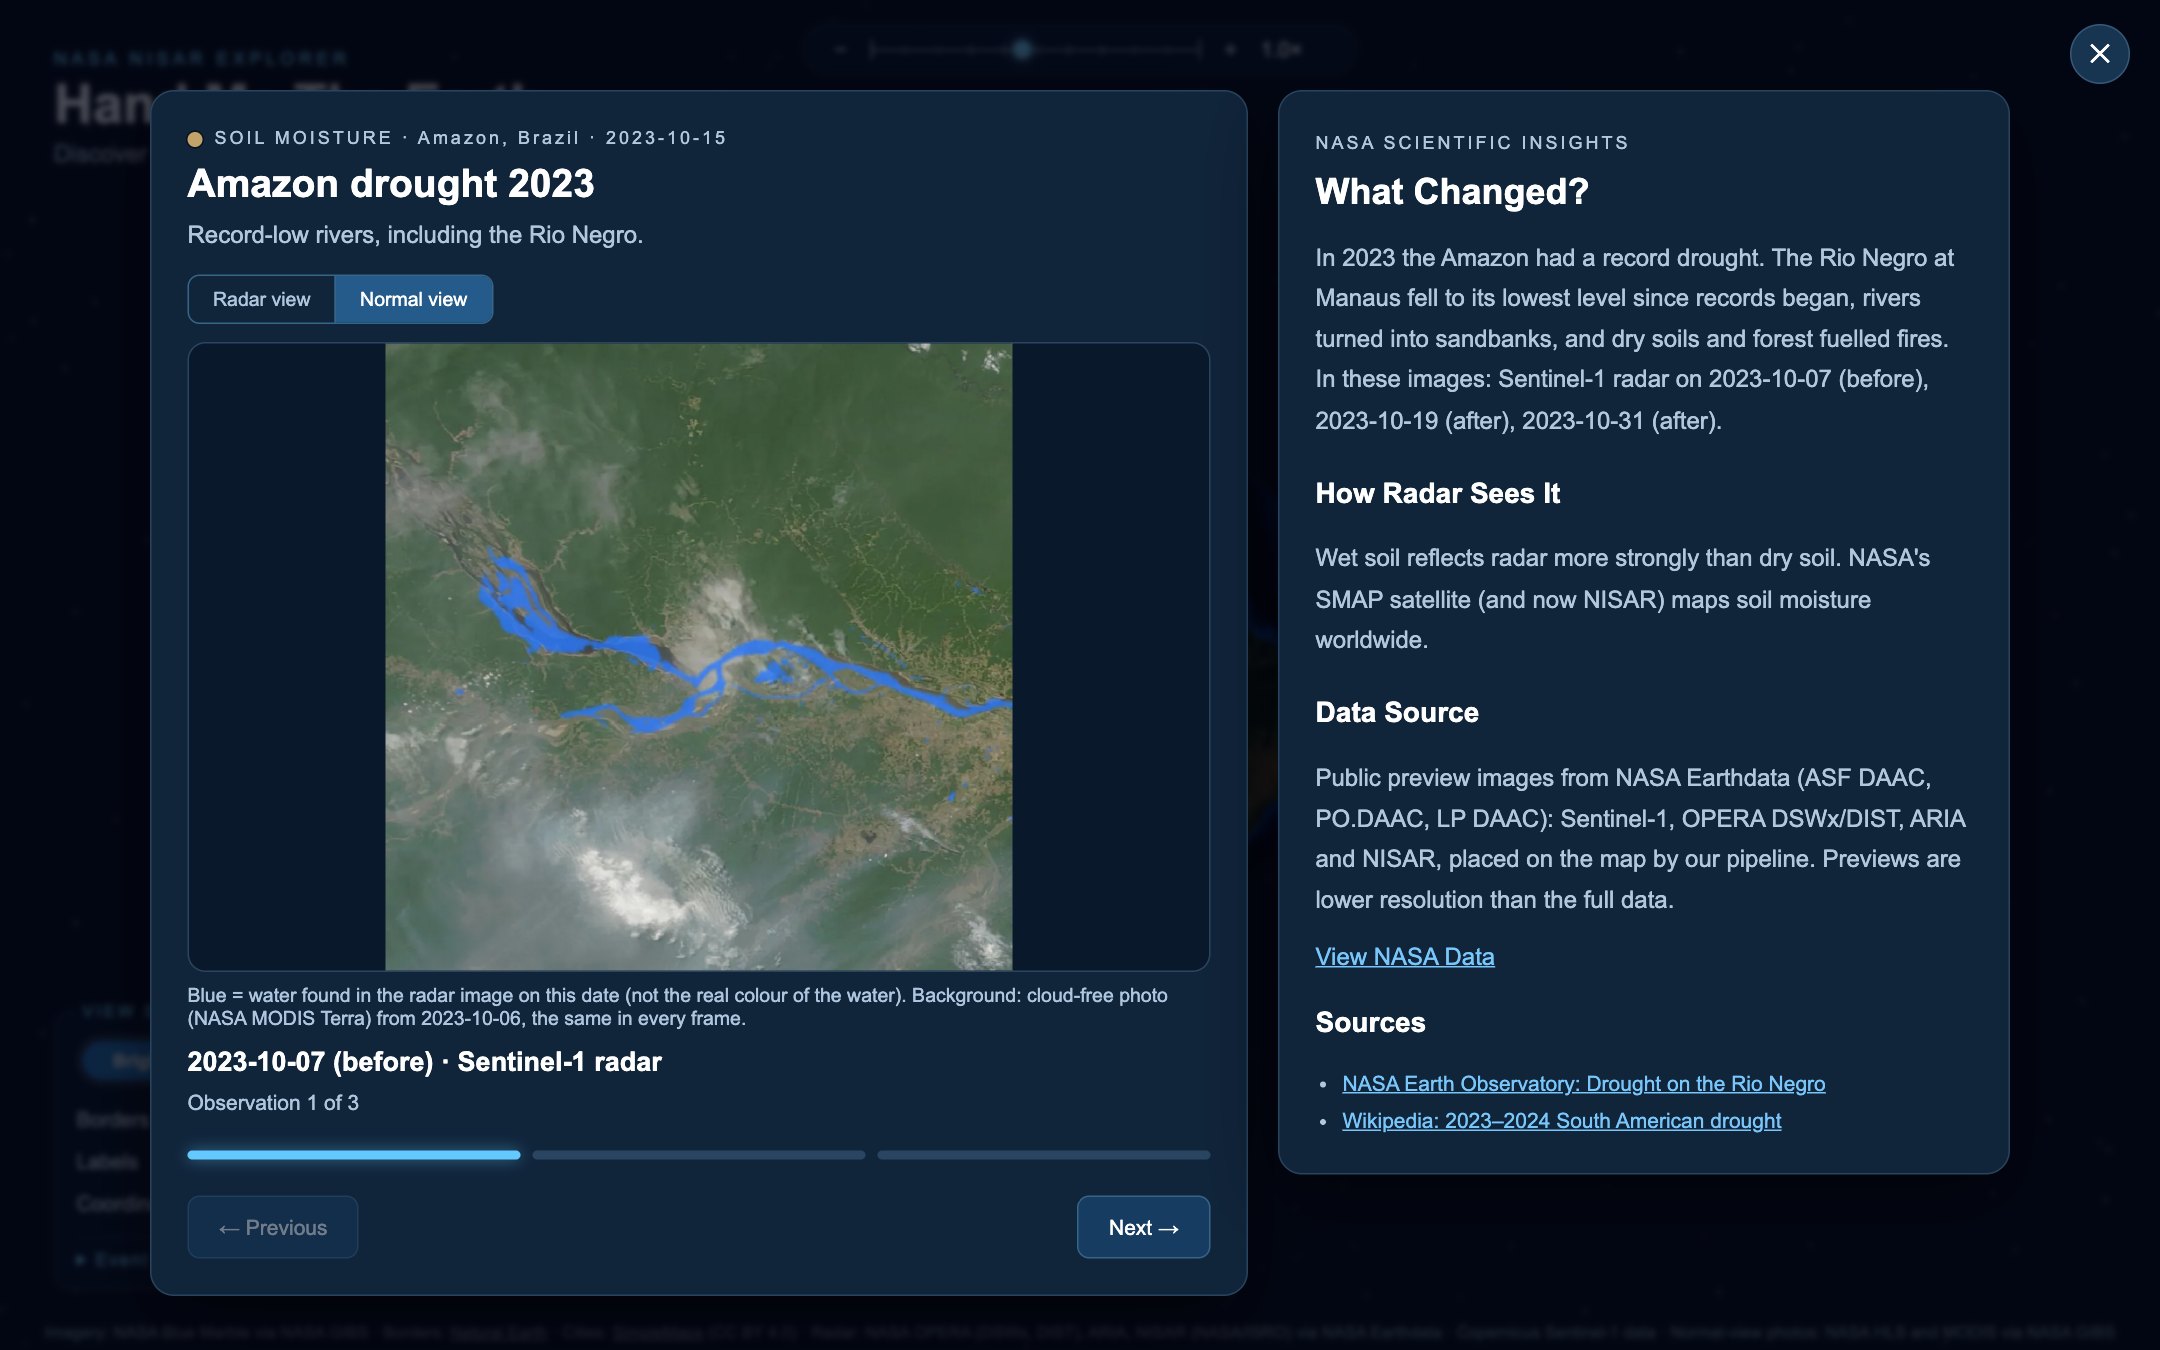 NASA NISAR EXPLORER
1.0×
Discover
SOIL MOISTURE · Amazon, Brazil · 2023-10-15
Amazon drought 2023
Record-low rivers, including the Rio Negro.
Radar view
Normal view
Blue = water found in the radar image on this date (not the real colour of the water). Background: cloud-free photo
(NASA MODIS Terra) from 2023-10-06, the same in every frame.
2023-10-07 (before) · Sentinel-1 radar
Observation 1 of 3
← Previous
Next →
NASA SCIENTIFIC INSIGHTS
What Changed?
In 2023 the Amazon had a record drought. The Rio Negro at
Manaus fell to its lowest level since records began, rivers
turned into sandbanks, and dry soils and forest fuelled fires.
In these images: Sentinel-1 radar on 2023-10-07 (before),
2023-10-19 (after), 2023-10-31 (after).
How Radar Sees It
Wet soil reflects radar more strongly than dry soil. NASA's
SMAP satellite (and now NISAR) maps soil moisture
worldwide.
Data Source
Public preview images from NASA Earthdata (ASF DAAC,
PO.DAAC, LP DAAC): Sentinel-1, OPERA DSWx/DIST, ARIA
and NISAR, placed on the map by our pipeline. Previews are
lower resolution than the full data.
View NASA Data
Sources
• NASA Earth Observatory: Drought on the Rio Negro
• Wikipedia: 2023–2024 South American drought
Borders
Labels